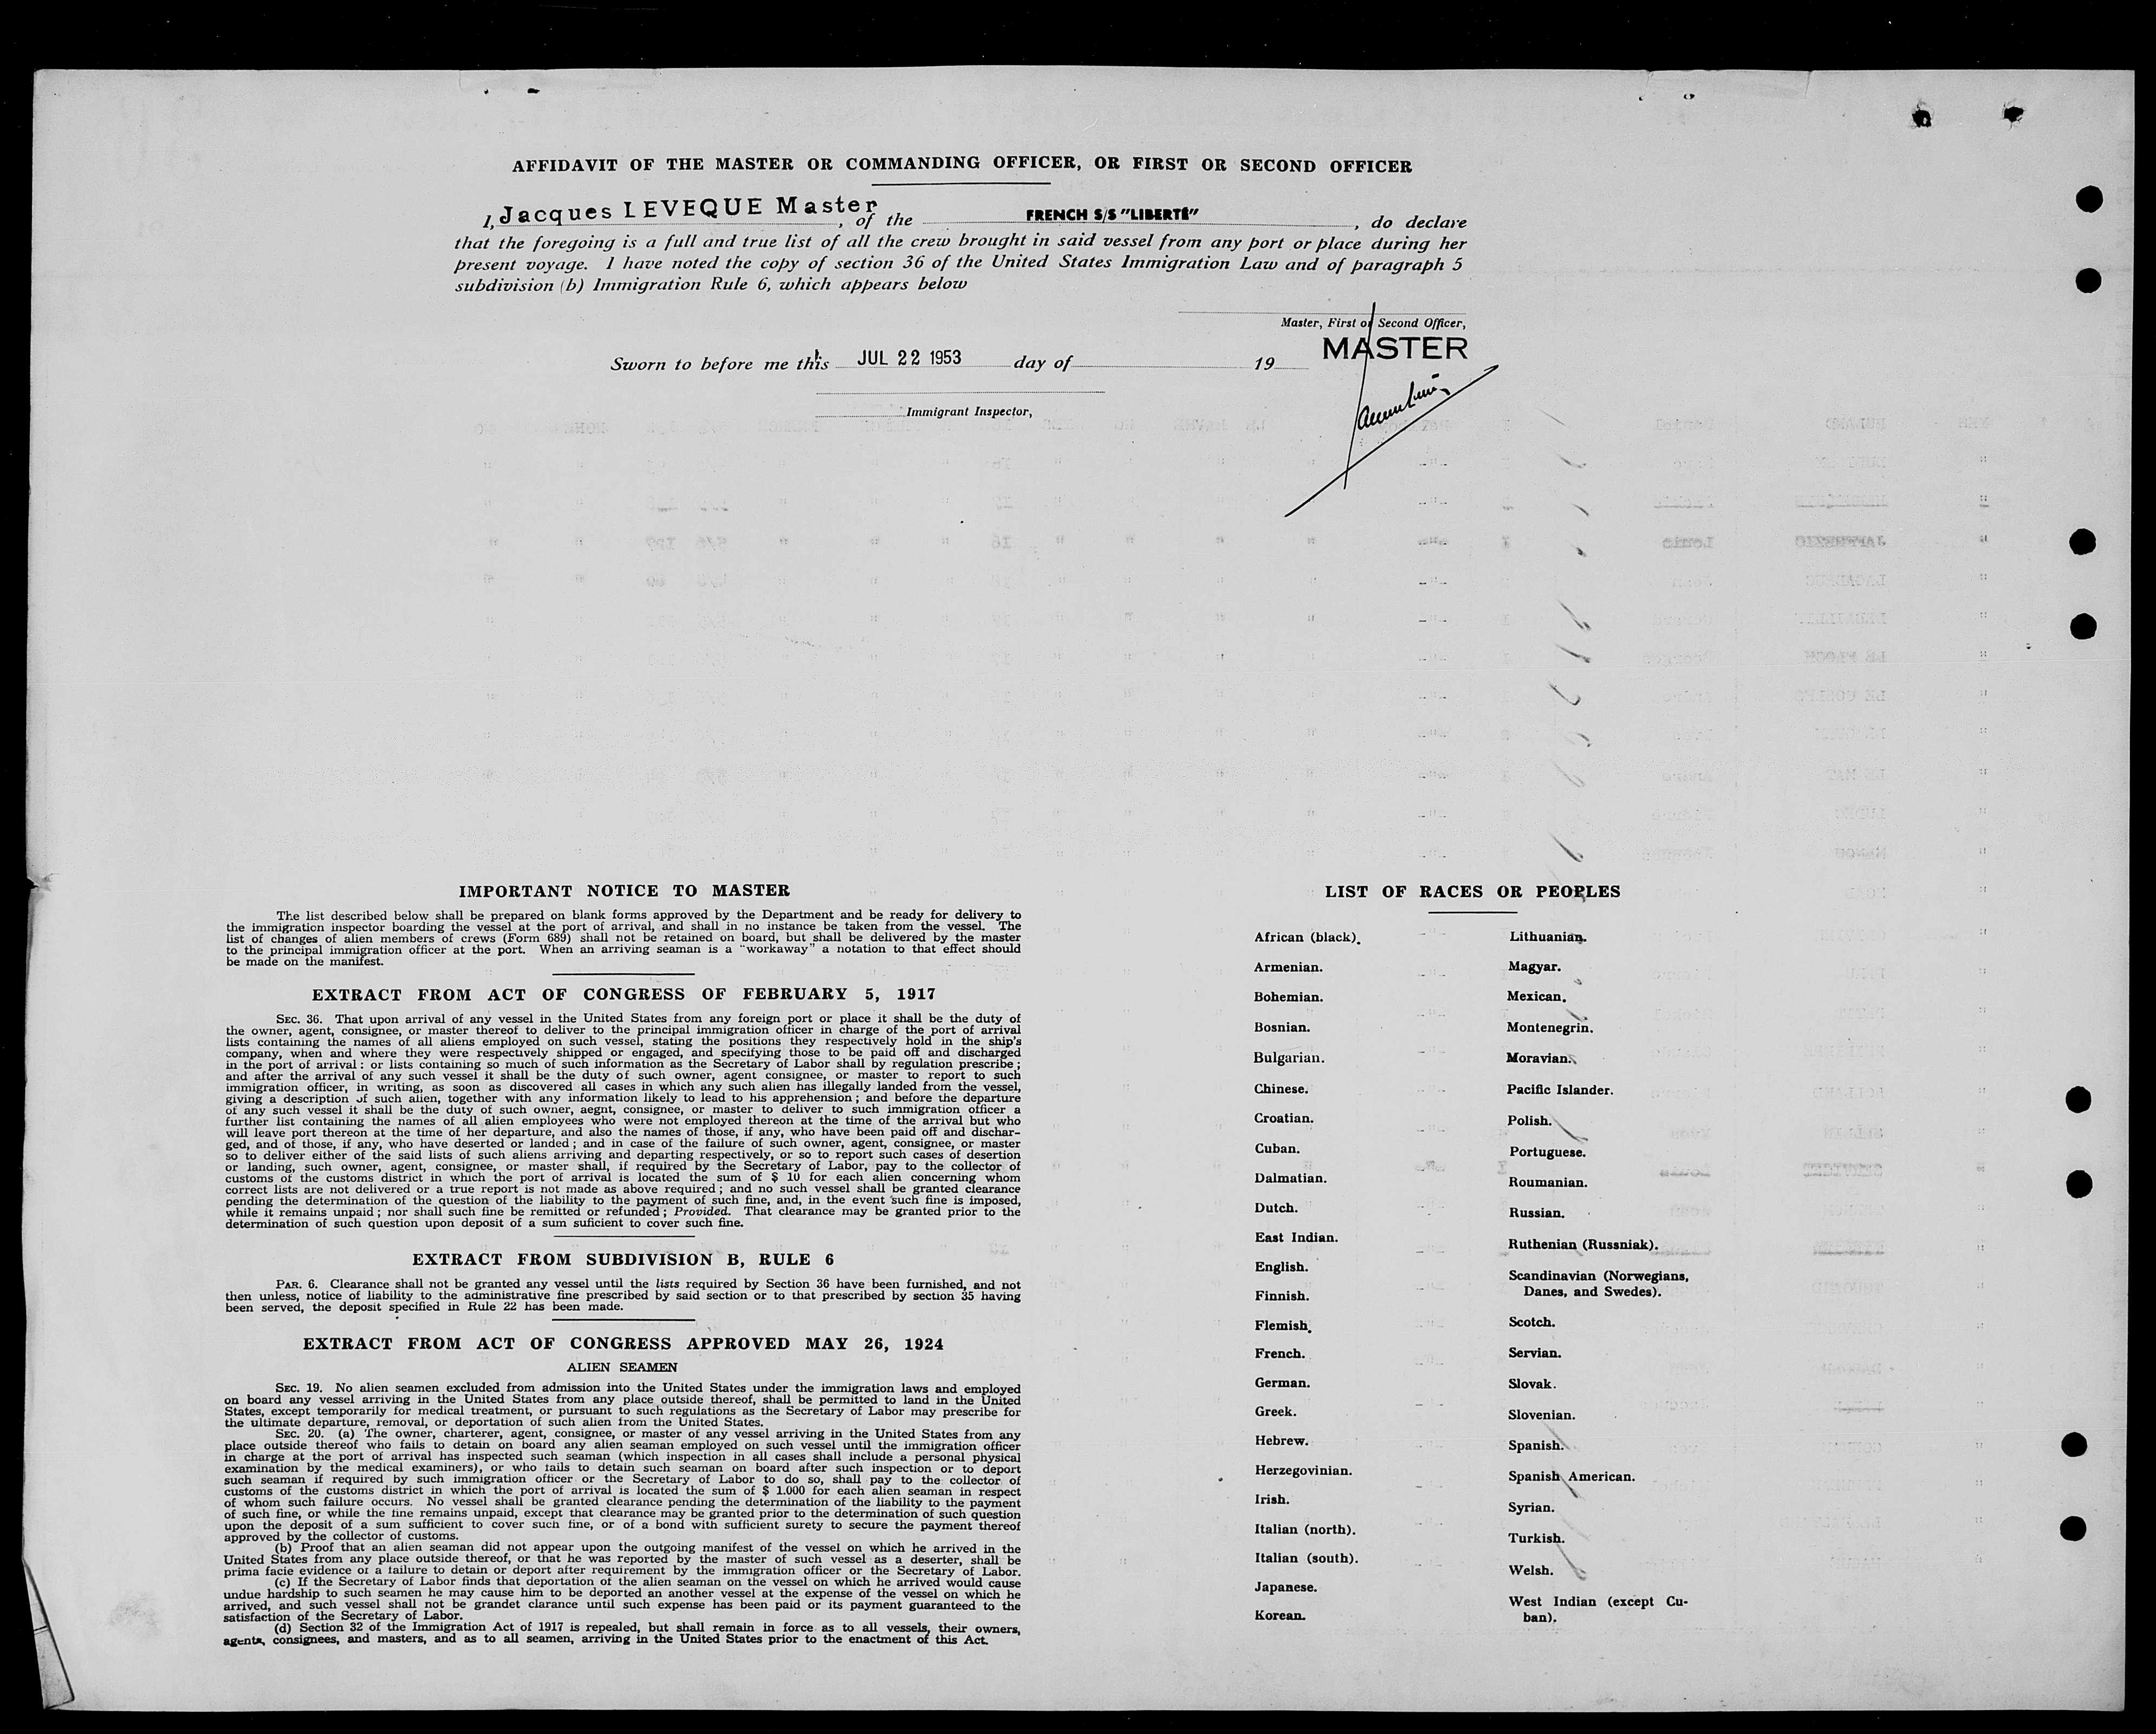 AFFIDAVIT OF THE MASTER OR COMMANDING OFFICER, OR FIRST OR SECOND OFFICER
I, Jacques LEVEQUE Master, of the FRENCH S/S "LIBERTÉ", do declare
that the foregoing is a full and true list of all the crew brought in said vessel from any port or place during her
present voyage. I have noted the copy of section 36 of the United States Immigration Law and of paragraph 5
subdivision (b) Immigration Rule 6, which appears below
Master, First or Second Officer,
MASTER
Sworn to before me this JUL 22 1953 day of 19
Immigrant Inspector,
IMPORTANT NOTICE TO MASTER
The list described below shall be prepared on blank forms approved by the Department and be ready for delivery to
the immigration inspector boarding the vessel at the port of arrival, and shall in no instance be taken from the vessel. The
list of changes of alien members of crews (Form 689) shall not be retained on board, but shall be delivered by the master
to the principal immigration officer at the port. When an arriving seaman is a "workaway" a notation to that effect should
be made on the manifest.
EXTRACT FROM ACT OF CONGRESS OF FEBRUARY 5, 1917
SEC. 36. That upon arrival of any vessel in the United States from any foreign port or place it shall be the duty of
the owner, agent, consignee, or master thereof to deliver to the principal immigration officer in charge of the port of arrival
lists containing the names of all aliens employed on such vessel, stating the positions they respectively hold in the ship's
company, when and where they were respectively shipped or engaged, and specifying those to be paid off and discharged
in the port of arrival: or lists containing so much of such information as the Secretary of Labor shall by regulation prescribe;
and after the arrival of any such vessel it shall be the duty of such owner, agent consignee, or master to report to such
immigration officer, in writing, as soon as discovered all cases in which any such alien has illegally landed from the vessel,
giving a description of such alien, together with any information likely to lead to his apprehension; and before the departure
of any such vessel it shall be the duty of such owner, aegnt, consignee, or master to deliver to such immigration officer a
further list containing the names of all alien employees who were not employed thereon at the time of the arrival but who
will leave port thereon at the time of her departure, and also the names of those, if any, who have been paid off and dischar-
ged, and of those, if any, who have deserted or landed; and in case of the failure of such owner, agent, consignee, or master
so to deliver either of the said lists of such aliens arriving and departing respectively, or so to report such cases of desertion
or landing, such owner, agent, consignee, or master shall, if required by the Secretary of Labor, pay to the collector of
customs of the customs district in which the port of arrival is located the sum of $ 10 for each alien concerning whom
correct lists are not delivered or a true report is not made as above required; and no such vessel shall be granted clearance
pending the determination of the question of the liability to the payment of such fine, and, in the event such fine is imposed,
while it remains unpaid; nor shall such fine be remitted or refunded; Provided. That clearance may be granted prior to the
determination of such question upon deposit of a sum suficient to cover such fine.
EXTRACT FROM SUBDIVISION B, RULE 6
PAR. 6. Clearance shall not be granted any vessel until the lists required by Section 36 have been furnished, and not
then unless, notice of liability to the administrative fine prescribed by said section or to that prescribed by section 35 having
been served, the deposit specified in Rule 22 has been made.
EXTRACT FROM ACT OF CONGRESS APPROVED MAY 26, 1924
ALIEN SEAMEN
SEC. 19. No alien seamen excluded from admission into the United States under the immigration laws and employed
on board any vessel arriving in the United States from any place outside thereof, shall be permitted to land in the United
States, except temporarily for medical treatment, or pursuant to such regulations as the Secretary of Labor may prescribe for
the ultimate departure, removal, or deportation of such alien from the United States.
SEC. 20. (a) The owner, charterer, agent, consignee, or master of any vessel arriving in the United States from any
place outside thereof who fails to detain on board any alien seaman employed on such vessel until the immigration officer
in charge at the port of arrival has inspected such seaman (which inspection in all cases shall include a personal physical
examination by the medical examiners), or who tails to detain such seaman on board after such inspection or to deport
such seaman if required by such immigration officer or the Secretary of Labor to do so, shall pay to the collector of
customs of the customs district in which the port of arrival is located the sum of $ 1.000 for each alien seaman in respect
of whom such failure occurs. No vessel shall be granted clearance pending the determination of the liability to the payment
of such fine, or while the fine remains unpaid, except that clearance may be granted prior to the determination of such question
upon the deposit of a sum sufficient to cover such fine, or of a bond with sufficient surety to secure the payment thereof
approved by the collector of customs.
(b) Proof that an alien seaman did not appear upon the outgoing manifest of the vessel on which he arrived in the
United States from any place outside thereof, or that he was reported by the master of such vessel as a deserter, shall be
prima facie evidence of a failure to detain or deport after requirement by the immigration officer or the Secretary of Labor.
(c) If the Secretary of Labor finds that deportation of the alien seaman on the vessel on which he arrived would cause
undue hardship to such seamen he may cause him to be deported an another vessel at the expense of the vessel on which he
arrived, and such vessel shall not be grandet clarance until such expense has been paid or its payment guaranteed to the
satisfaction of the Secretary of Labor.
(d) Section 32 of the Immigration Act of 1917 is repealed, but shall remain in force as to all vessels, their owners,
agents, consignees, and masters, and as to all seamen, arriving in the United States prior to the enactment of this Act.
LIST OF RACES OR PEOPLES
African (black).
Armenian.
Bohemian.
Bosnian.
Bulgarian.
Chinese.
Croatian.
Cuban.
Dalmatian.
Dutch.
East Indian.
English.
Finnish.
Flemish.
French.
German.
Greek.
Hebrew.
Herzegovinian.
Irish.
Italian (north).
Italian (south).
Japanese.
Korean.
Lithuanian.
Magyar.
Mexican.
Montenegrin.
Moravian.
Pacific Islander.
Polish.
Portuguese.
Roumanian.
Russian.
Ruthenian (Russniak).
Scandinavian (Norwegians,
Danes, and Swedes).
Scotch.
Servian.
Slovak.
Slovenian.
Spanish.
Spanish American.
Syrian.
Turkish.
Welsh.
West Indian (except Cu-
ban).